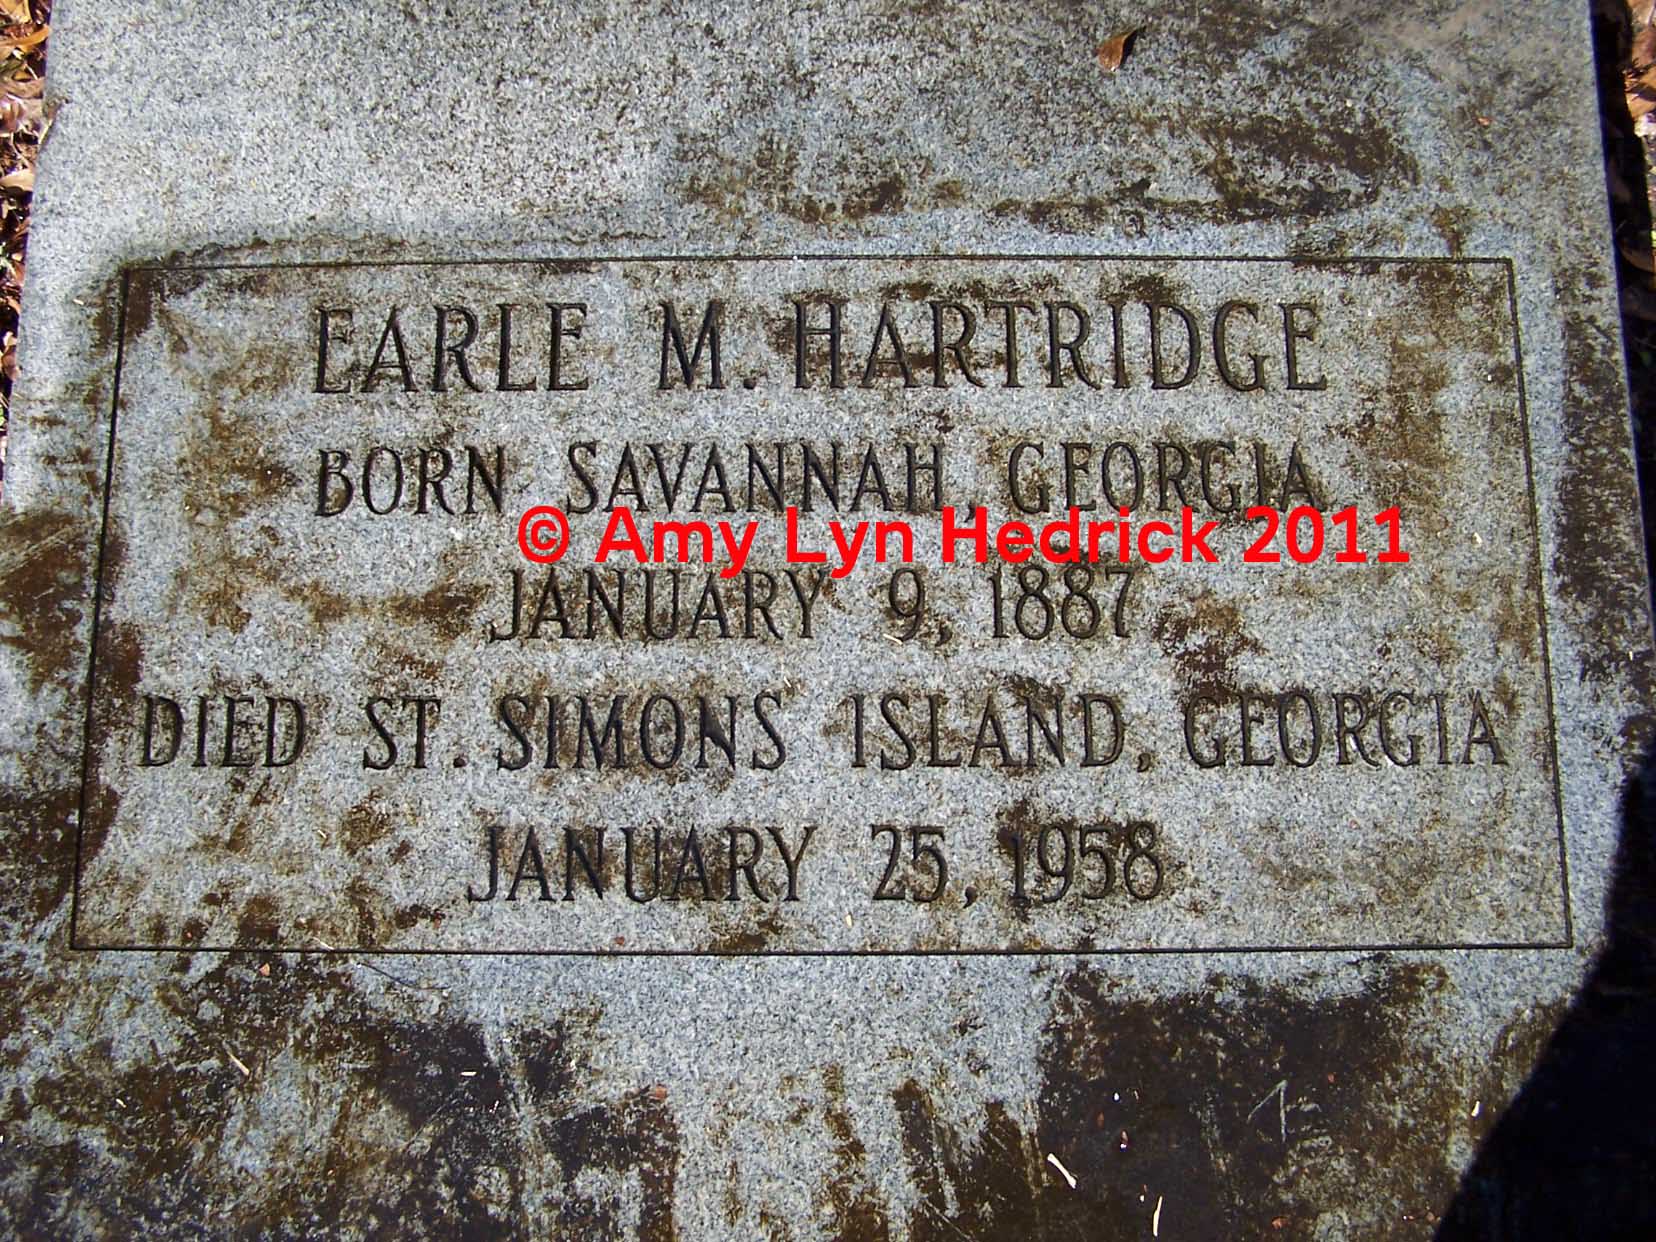 EARLE M. HARTRIDGE
BORN SAVANNAH, GEORGIA
© Amy Lyn Hedrick 2011
JANUARY 9, 1887
DIED ST. SIMONS ISLAND, GEORGIA
JANUARY 25, 1958